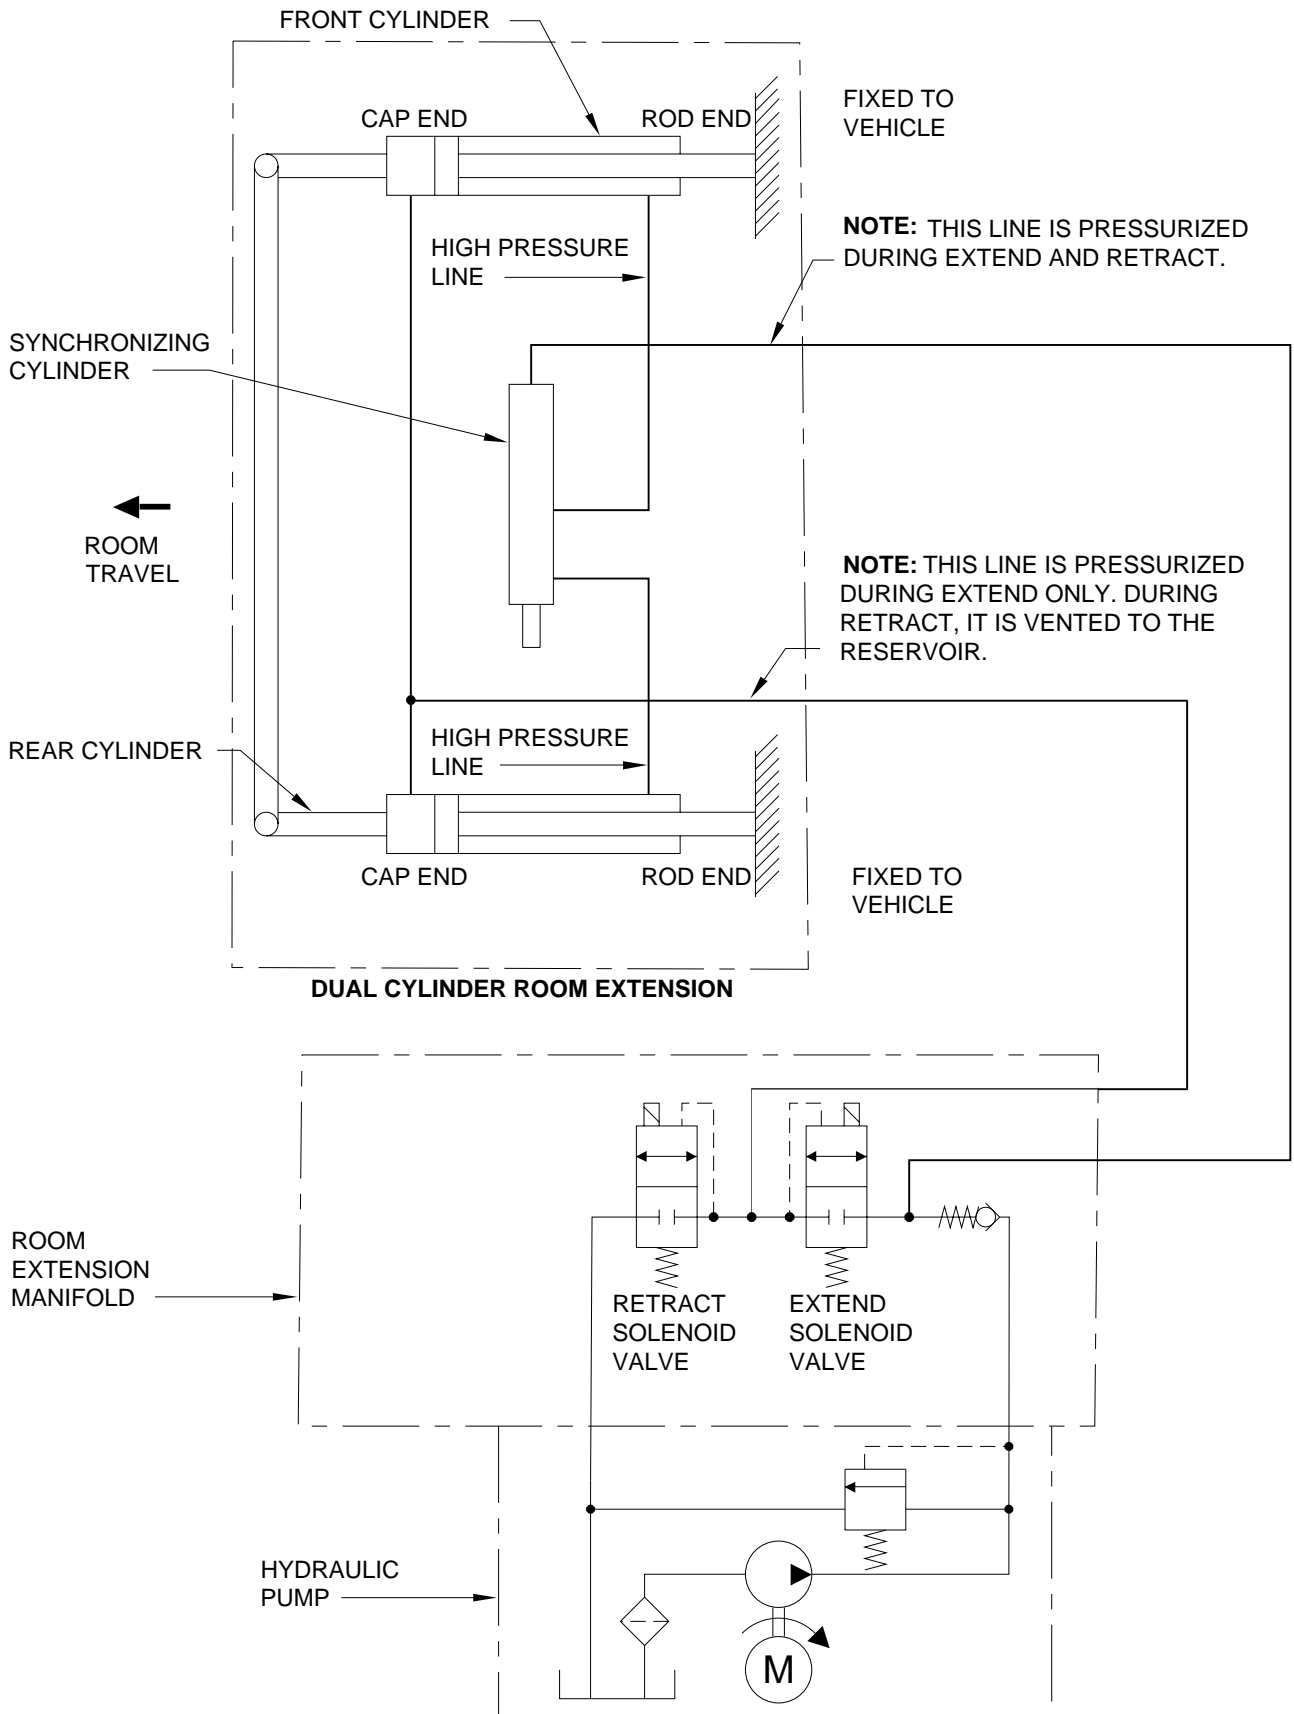 FRONT CYLINDER
CAP END
ROD END
FIXED TO
VEHICLE
HIGH PRESSURE
LINE
NOTE: THIS LINE IS PRESSURIZED
DURING EXTEND AND RETRACT.
SYNCHRONIZING
CYLINDER
ROOM
TRAVEL
NOTE: THIS LINE IS PRESSURIZED
DURING EXTEND ONLY. DURING
RETRACT, IT IS VENTED TO THE
RESERVOIR.
REAR CYLINDER
HIGH PRESSURE
LINE
CAP END
ROD END
FIXED TO
VEHICLE
DUAL CYLINDER ROOM EXTENSION
ROOM
EXTENSION
MANIFOLD
RETRACT
SOLENOID
VALVE
EXTEND
SOLENOID
VALVE
HYDRAULIC
PUMP
M